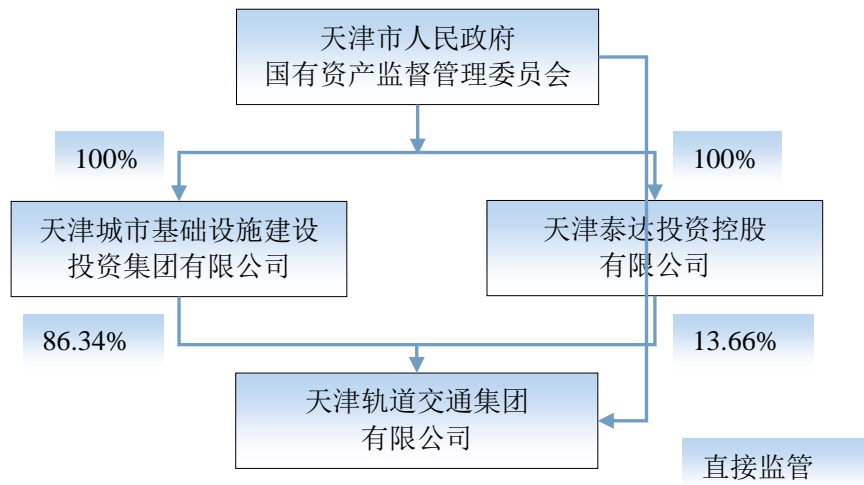 天津市人民政府
国有资产监督管理委员会
100%
100%
天津城市基础设施建设
投资集团有限公司
天津泰达投资控股
有限公司
86.34%
13.66%
天津轨道交通集团
有限公司
直接监管